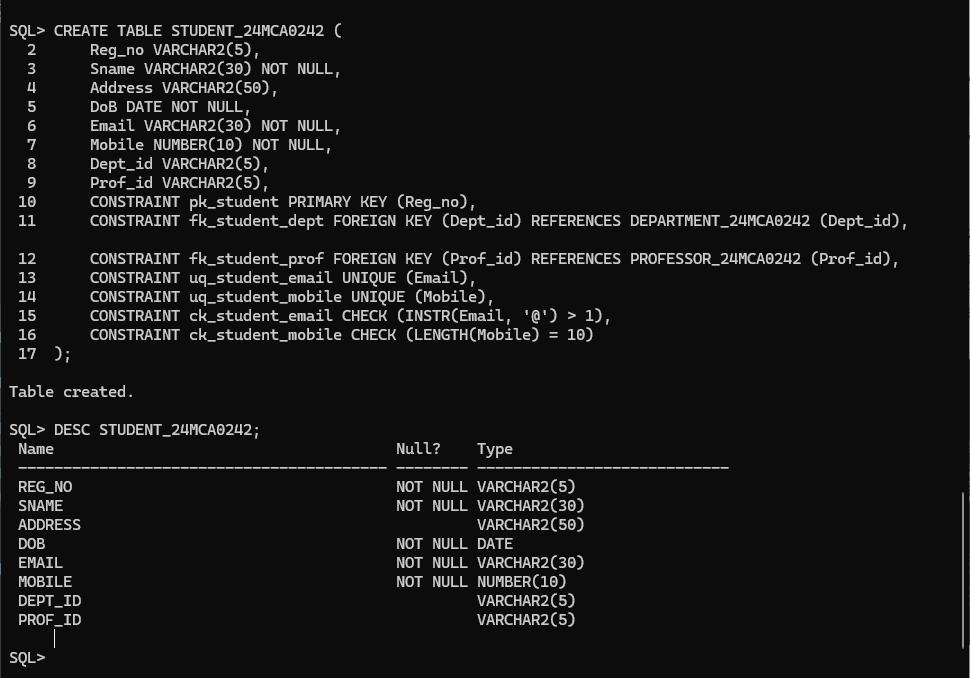 SQL> CREATE TABLE STUDENT_24MCA0242 (
  2      Reg_no VARCHAR2(5),
  3      Sname VARCHAR2(30) NOT NULL,
  4      Address VARCHAR2(50),
  5      DoB DATE NOT NULL,
  6      Email VARCHAR2(30) NOT NULL,
  7      Mobile NUMBER(10) NOT NULL,
  8      Dept_id VARCHAR2(5),
  9      Prof_id VARCHAR2(5),
 10      CONSTRAINT pk_student PRIMARY KEY (Reg_no),
 11      CONSTRAINT fk_student_dept FOREIGN KEY (Dept_id) REFERENCES DEPARTMENT_24MCA0242 (Dept_id),
 12      CONSTRAINT fk_student_prof FOREIGN KEY (Prof_id) REFERENCES PROFESSOR_24MCA0242 (Prof_id),
 13      CONSTRAINT uq_student_email UNIQUE (Email),
 14      CONSTRAINT uq_student_mobile UNIQUE (Mobile),
 15      CONSTRAINT ck_student_email CHECK (INSTR(Email, '@') > 1),
 16      CONSTRAINT ck_student_mobile CHECK (LENGTH(Mobile) = 10)
 17  );
Table created.
SQL> DESC STUDENT_24MCA0242;
 Name                                      Null?    Type
 ----------------------------------------- -------- ----------------------------
 REG_NO                                    NOT NULL VARCHAR2(5)
 SNAME                                     NOT NULL VARCHAR2(30)
 ADDRESS                                            VARCHAR2(50)
 DOB                                       NOT NULL DATE
 EMAIL                                     NOT NULL VARCHAR2(30)
 MOBILE                                    NOT NULL NUMBER(10)
 DEPT_ID                                            VARCHAR2(5)
 PROF_ID                                            VARCHAR2(5)
SQL>